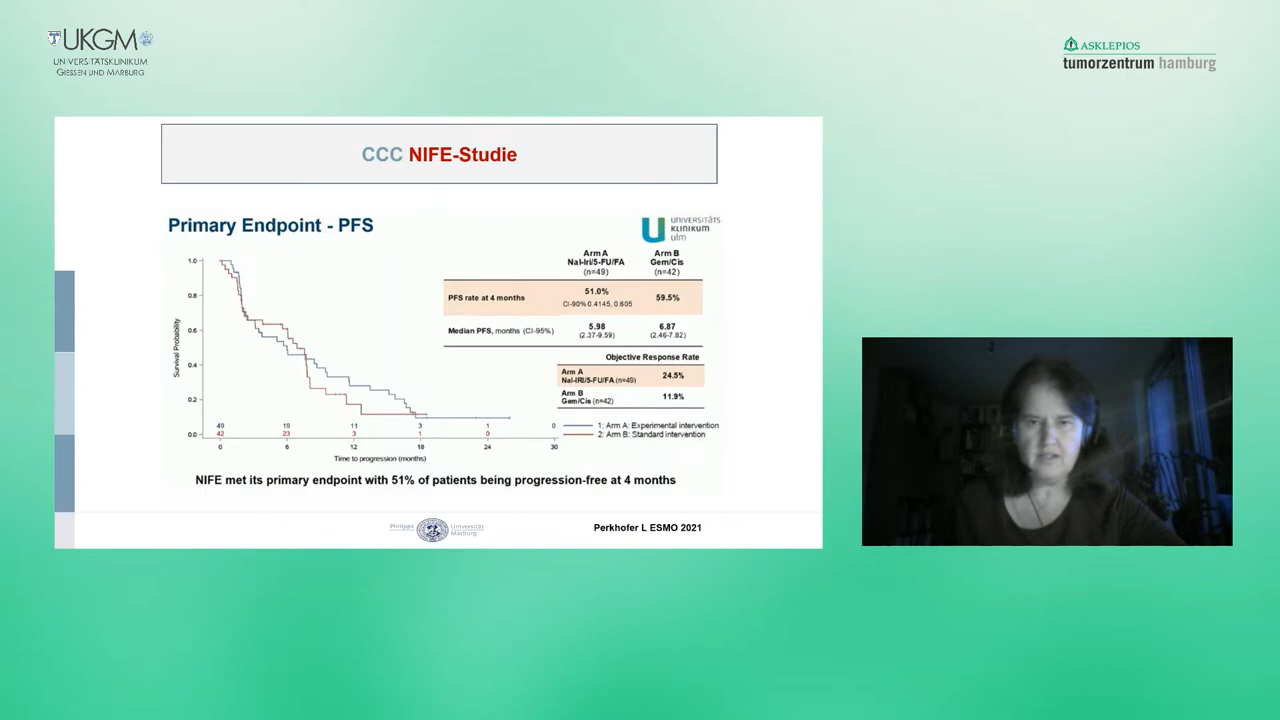 UKGM
UNIVERSITÄTSKLINIKUM
GIESSEN UND MARBURG
ASKLEPIOS
tumorzentrum hamburg
CCC NIFE-Studie
Primary Endpoint - PFS
UNIVERSITÄTS
KLINIKUM
ulm
Arm A
Nal-Iri/5-FU/FA
(n=49)
Arm B
Gem/Cis
(n=42)
PFS rate at 4 months
51.0%
CI-90% 0.4145, 0.605
59.5%
Median PFS, months (CI-95%)
5.98
(2.37-9.59)
6.87
(2.46-7.82)
Objective Response Rate
Arm A
Nal-IRI/5-FU/FA (n=49)
24.5%
Arm B
Gem/Cis (n=42)
11.9%
1: Arm A: Experimental intervention
2: Arm B: Standard intervention
Survival Probability
1.0
0.8
0.6
0.4
0.2
0.0
49 19 11 3 1 0
42 23 3 1 0
0 6 12 18 24 30
Time to progression (months)
NIFE met its primary endpoint with 51% of patients being progression-free at 4 months
Philipps Universität
Marburg
Perkhofer L ESMO 2021